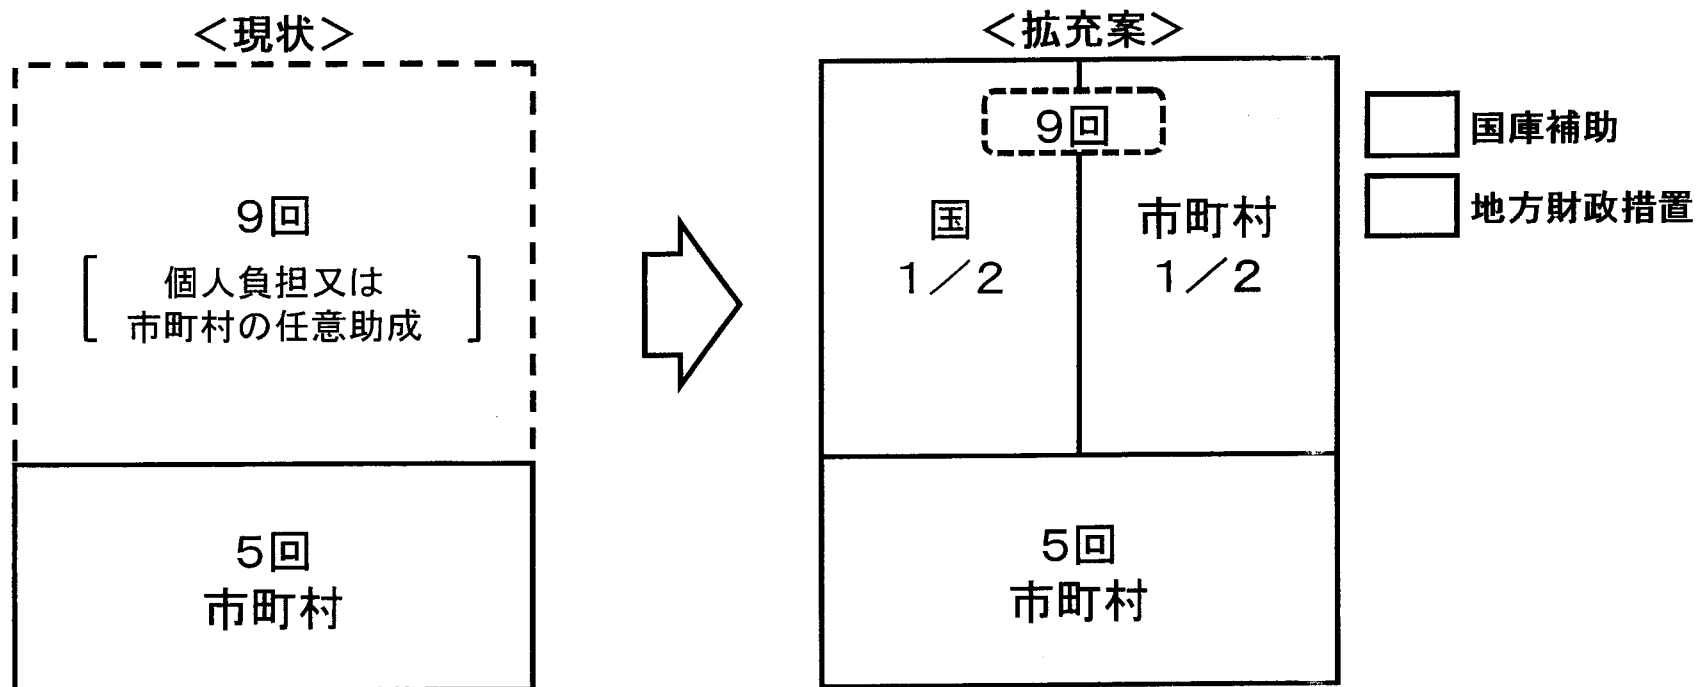 ＜現状＞
9回
個人負担又は
市町村の任意助成
5回
市町村
＜拡充案＞
9回
国
1／2
市町村
1／2
5回
市町村
国庫補助
地方財政措置